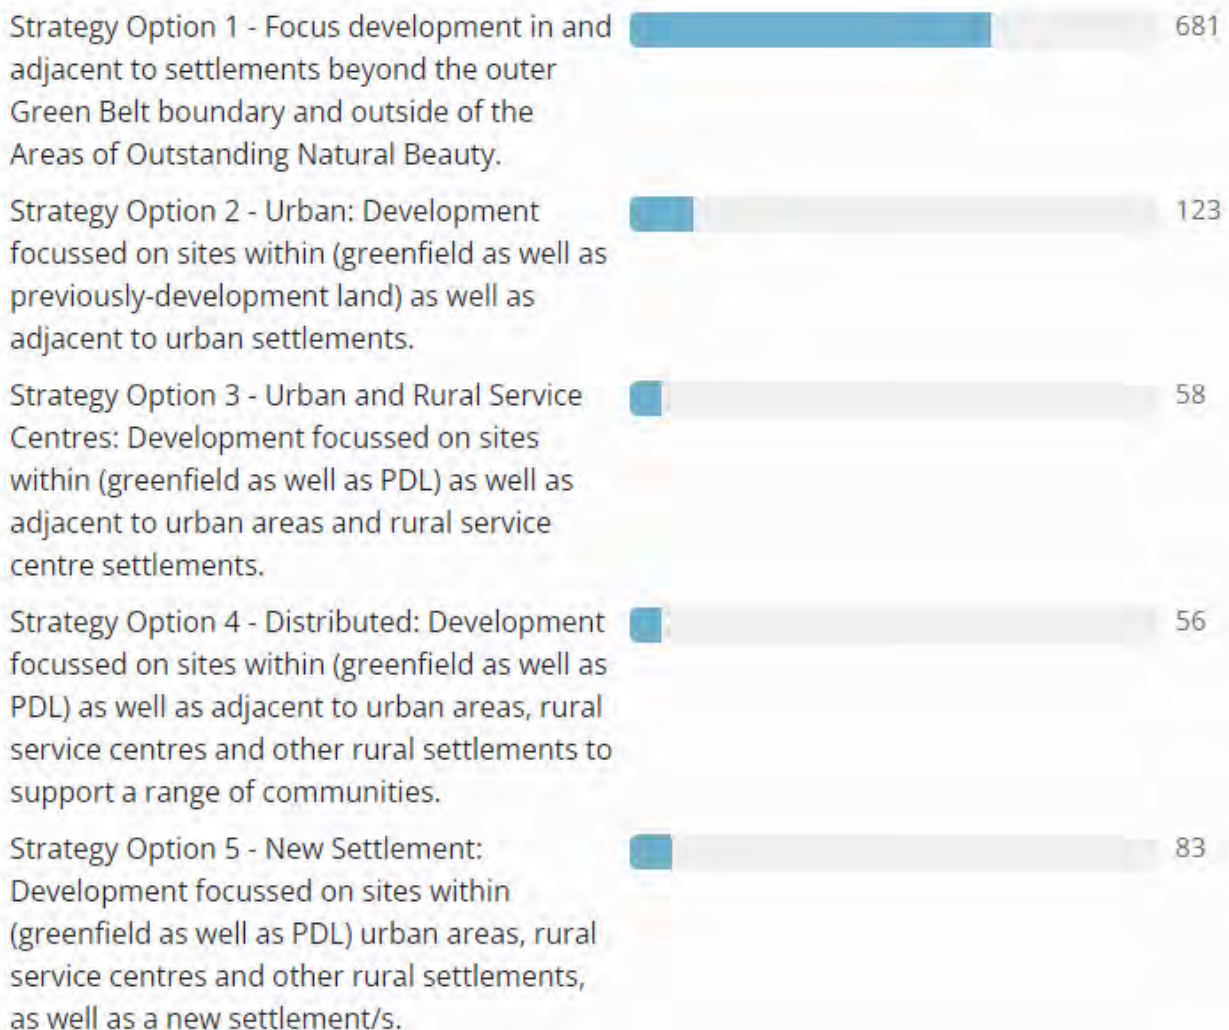 Strategy Option 1 - Focus development in and
adjacent to settlements beyond the outer
Green Belt boundary and outside of the
Areas of Outstanding Natural Beauty.
681
Strategy Option 2 - Urban: Development
focussed on sites within (greenfield as well as
previously-development land) as well as
adjacent to urban settlements.
123
Strategy Option 3 - Urban and Rural Service
Centres: Development focussed on sites
within (greenfield as well as PDL) as well as
adjacent to urban areas and rural service
centre settlements.
58
Strategy Option 4 - Distributed: Development
focussed on sites within (greenfield as well as
PDL) as well as adjacent to urban areas, rural
service centres and other rural settlements to
support a range of communities.
56
Strategy Option 5 - New Settlement:
Development focussed on sites within
(greenfield as well as PDL) urban areas, rural
service centres and other rural settlements,
as well as a new settlement/s.
83